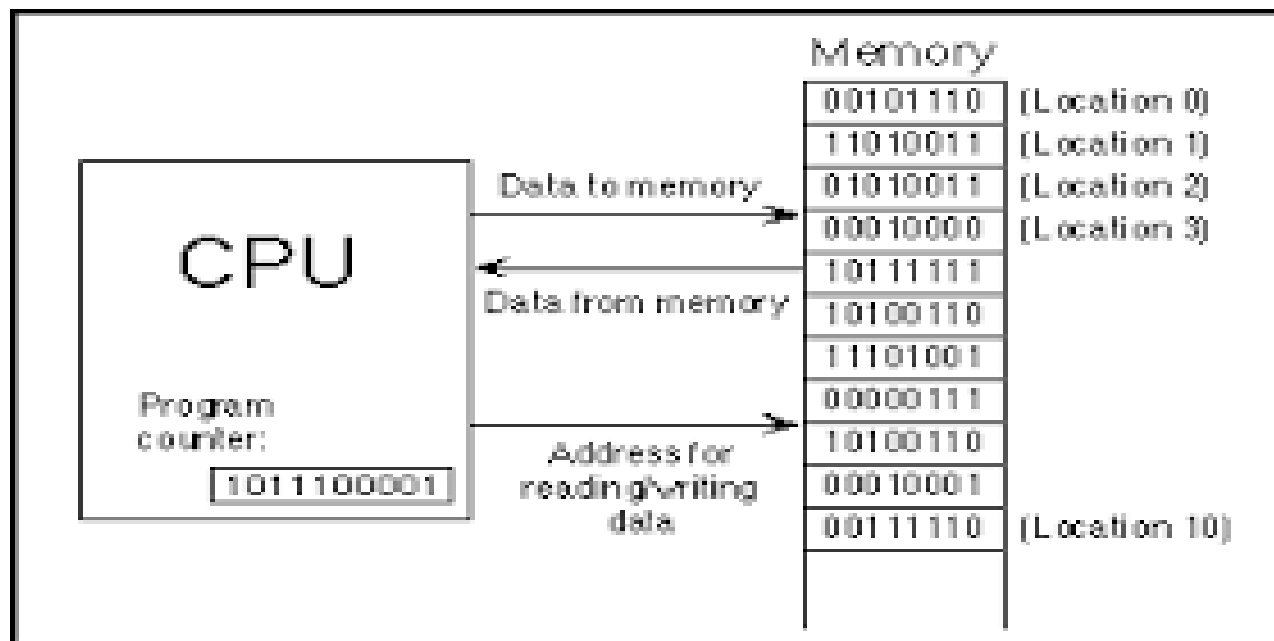 Memory
00101110 (Location 0)
11010011 (Location 1)
01010011 (Location 2)
00010000 (Location 3)
10111111
10100110
11101001
00000111
10100110
00010001
00111110 (Location 10)
Data to memory
Data from memory
Address for
reading/writing
data
CPU
Program
counter:
1011100001